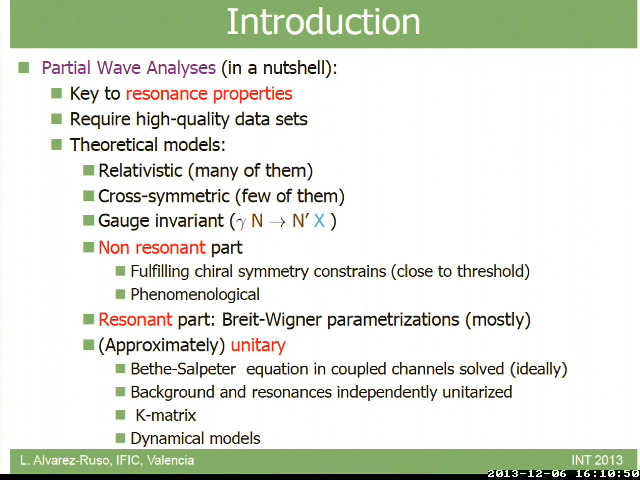 Introduction
Partial Wave Analyses (in a nutshell):
Key to resonance properties
Require high-quality data sets
Theoretical models:
Relativistic (many of them)
Cross-symmetric (few of them)
Gauge invariant (γ N → N′ X )
Non resonant part
Fulfilling chiral symmetry constrains (close to threshold)
Phenomenological
Resonant part: Breit-Wigner parametrizations (mostly)
(Approximately) unitary
Bethe-Salpeter equation in coupled channels solved (ideally)
Background and resonances independently unitarized
K-matrix
Dynamical models
L. Alvarez-Ruso, IFIC, Valencia
INT 2013
2013-12-06 16:10:50